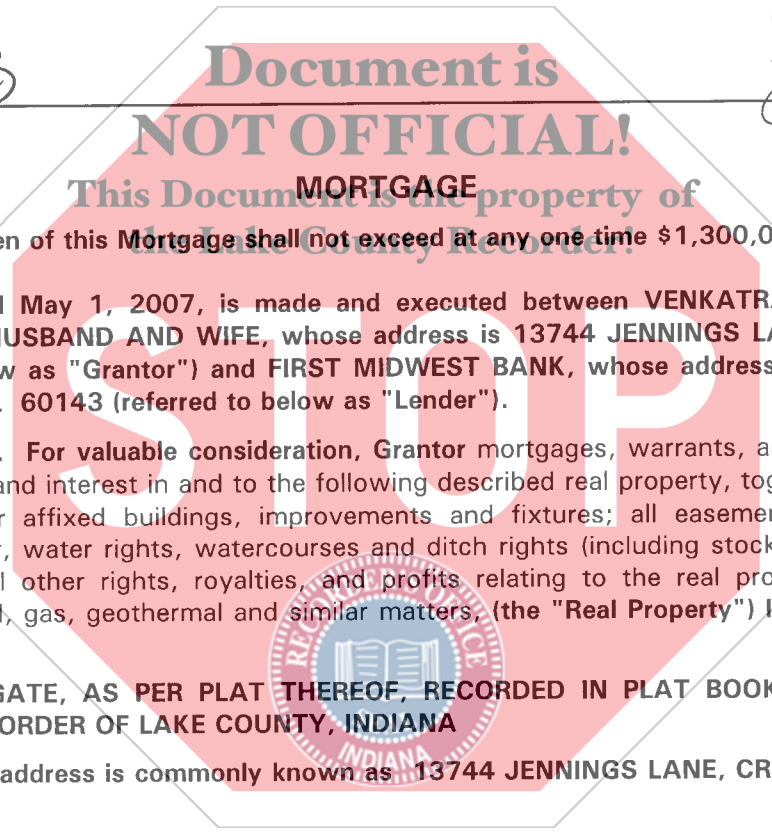 Document is
NOT OFFICIAL!
This Document is the property of
the Lake County Recorder!
MORTGAGE
en of this Mortgage shall not exceed at any one time $1,300,0
May 1, 2007, is made and executed between VENKATR
HUSBAND AND WIFE, whose address is 13744 JENNINGS LA
w as "Grantor") and FIRST MIDWEST BANK, whose address
60143 (referred to below as "Lender").
For valuable consideration, Grantor mortgages, warrants, a
and interest in and to the following described real property, tog
r affixed buildings, improvements and fixtures; all easemen
, water rights, watercourses and ditch rights (including stock
l other rights, royalties, and profits relating to the real pro
l, gas, geothermal and similar matters, (the "Real Property") l
STOP
RECORDER'S OFFICE
INDIANA
GATE, AS PER PLAT THEREOF, RECORDED IN PLAT BOOK
ORDER OF LAKE COUNTY, INDIANA
address is commonly known as 13744 JENNINGS LANE, CR